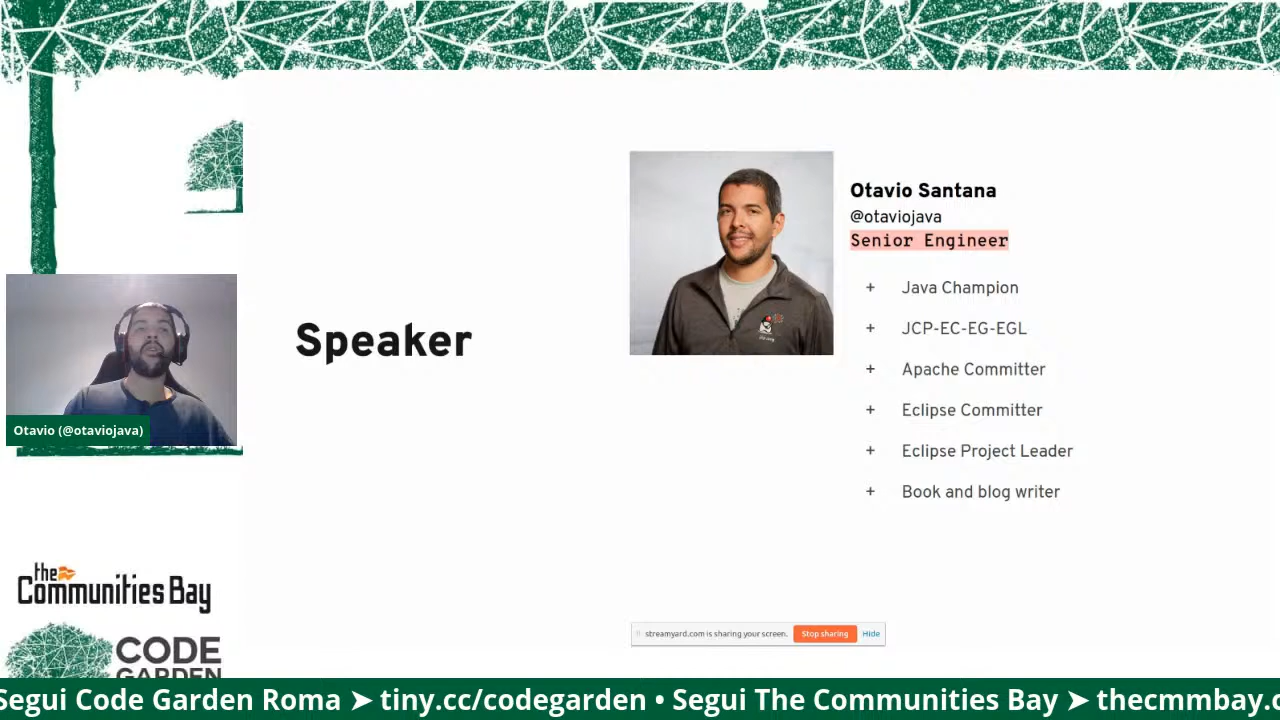 Otavio Santana
@otaviojava
Senior Engineer
+ Java Champion
+ JCP-EC-EG-EGL
+ Apache Committer
+ Eclipse Committer
+ Eclipse Project Leader
+ Book and blog writer
Speaker
Otavio (@otaviojava)
the
Communities Bay
CODE
GARDEN
streamyard.com is sharing your screen. Stop sharing Hide
Segui Code Garden Roma ➤ tiny.cc/codegarden • Segui The Communities Bay ➤ thecmmbay.c